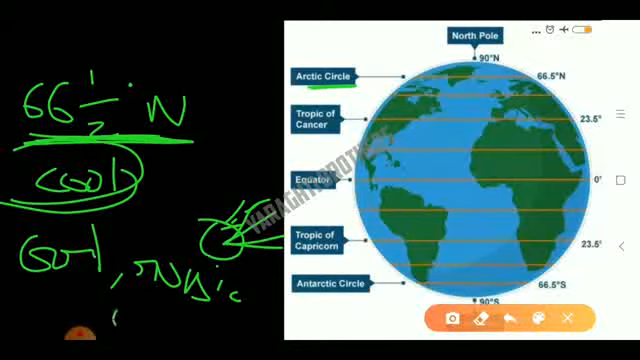 66 1/2° N
cool
North Pole
90°N
Arctic Circle
66.5°N
Tropic of
Cancer
23.5°
Equator
0°
Tropic of
Capricorn
23.5°
Antarctic Circle
66.5°S
90°S